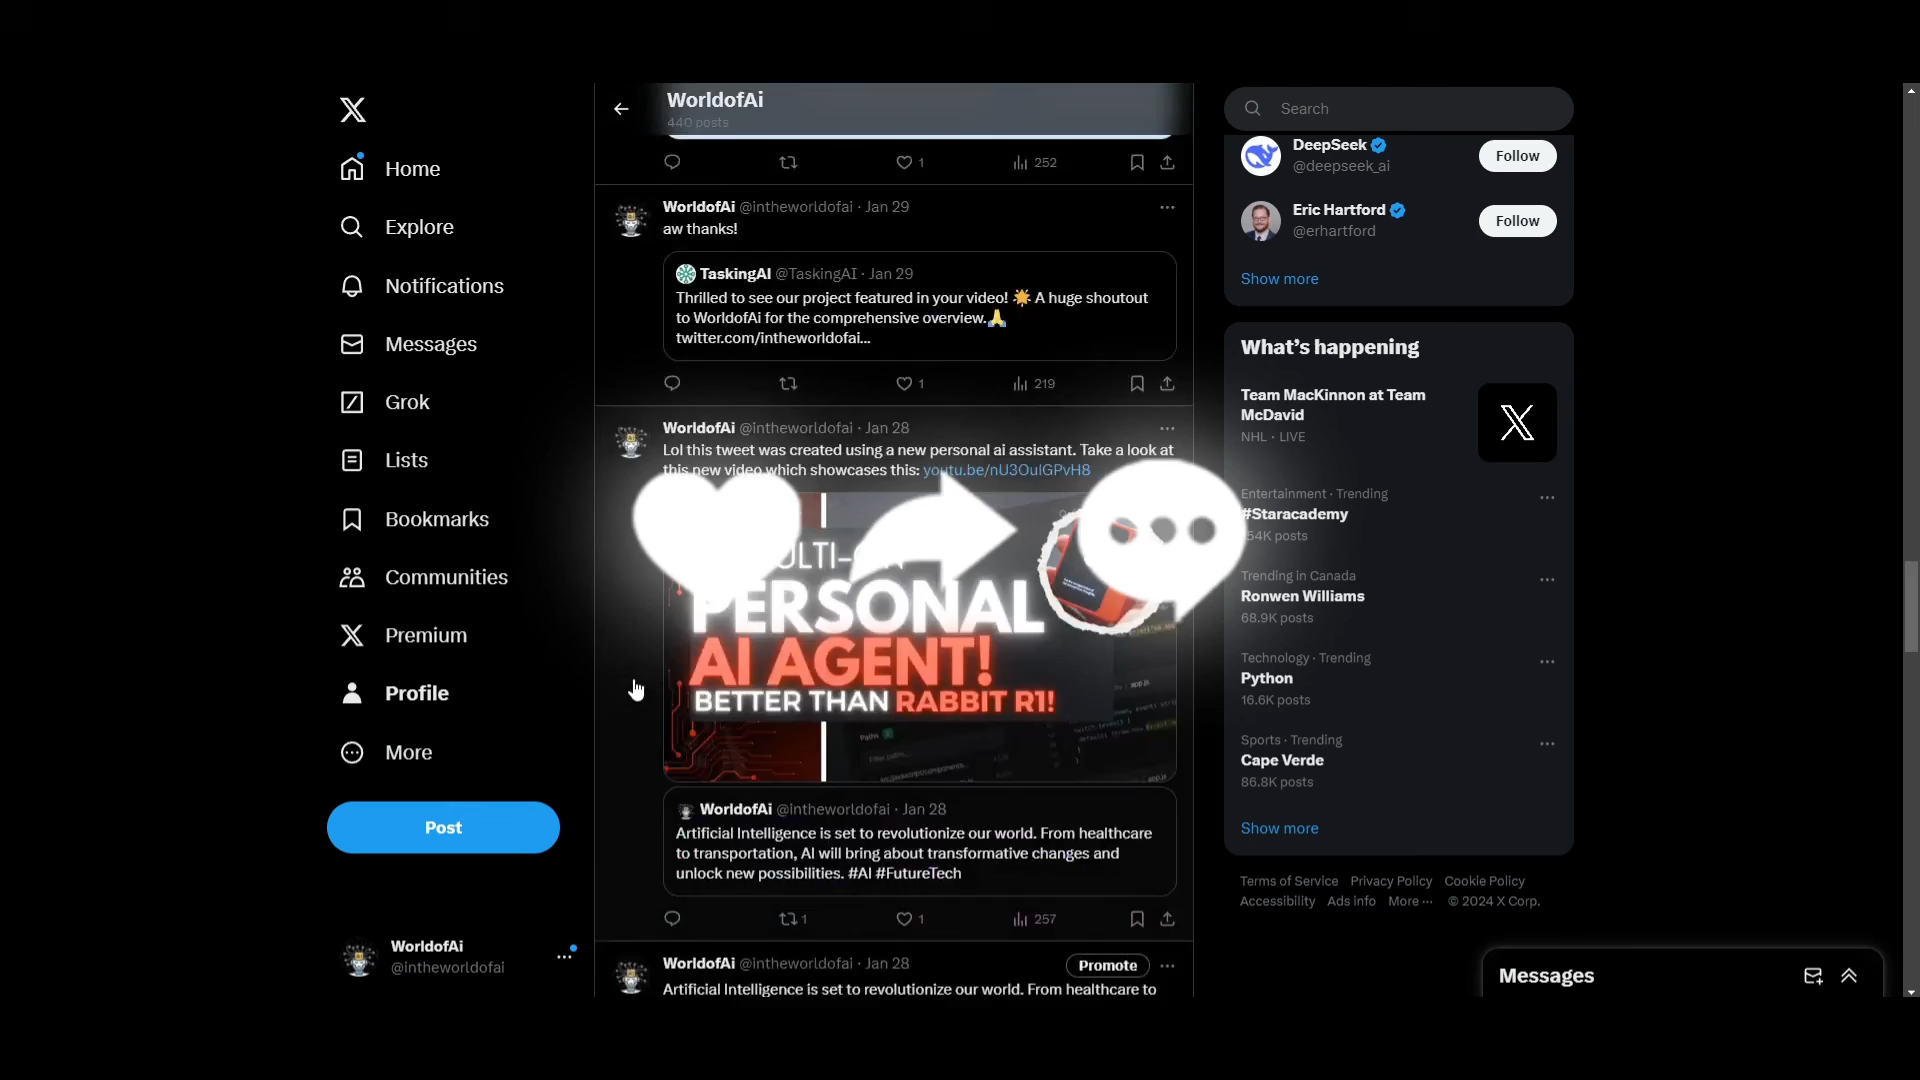 Home
Explore
Notifications
Messages
Grok
Lists
Bookmarks
Communities
Premium
Profile
More
Post
WorldofAi
@intheworldofai
WorldofAi
440 posts
1
252
WorldofAi @intheworldofai · Jan 29
aw thanks!
TaskingAI @TaskingAI · Jan 29
Thrilled to see our project featured in your video! 🌟 A huge shoutout
to WorldofAi for the comprehensive overview.🙏
twitter.com/intheworldofai...
1
219
WorldofAi @intheworldofai · Jan 28
Lol this tweet was created using a new personal ai assistant. Take a look at
this new video which showcases this: youtu.be/nU3OulGPvH8
PERSONAL
AI AGENT!
BETTER THAN RABBIT R1!
WorldofAi @intheworldofai · Jan 28
Artificial Intelligence is set to revolutionize our world. From healthcare
to transportation, AI will bring about transformative changes and
unlock new possibilities. #AI #FutureTech
1
1
257
WorldofAi @intheworldofai · Jan 28
Promote
Artificial Intelligence is set to revolutionize our world. From healthcare to
Search
DeepSeek
@deepseek_ai
Follow
Eric Hartford
@erhartford
Follow
Show more
What's happening
Team MacKinnon at Team
McDavid
NHL · LIVE
Entertainment · Trending
#Staracademy
54K posts
Trending in Canada
Ronwen Williams
68.9K posts
Technology · Trending
Python
16.6K posts
Sports · Trending
Cape Verde
86.8K posts
Show more
Terms of Service Privacy Policy Cookie Policy
Accessibility Ads info More ··· © 2024 X Corp.
Messages